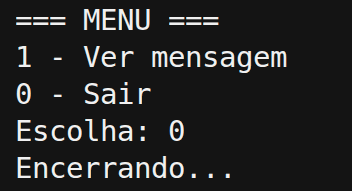 === MENU ===
1 - Ver mensagem
0 - Sair
Escolha: 0
Encerrando...